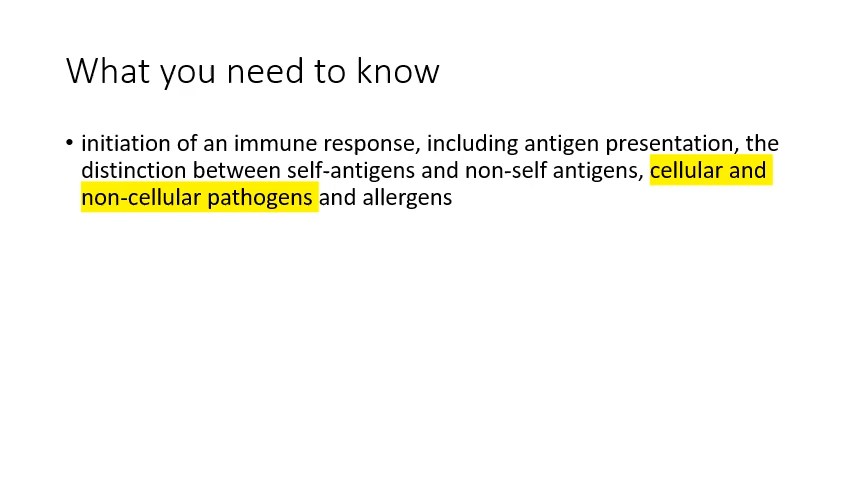 What you need to know
• initiation of an immune response, including antigen presentation, the
distinction between self-antigens and non-self antigens, cellular and
non-cellular pathogens and allergens